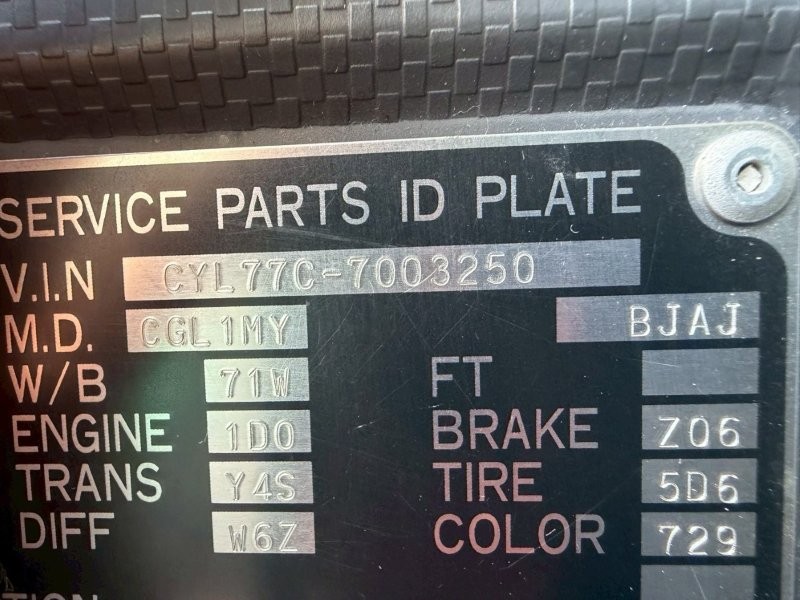 SERVICE PARTS ID PLATE
V.I.N CYL77C-7003250
M.D. CGL1MY BJAJ
W/B 71W FT
ENGINE 1D0 BRAKE Z06
TRANS Y4S TIRE 5D6
DIFF W6Z COLOR 729
TION